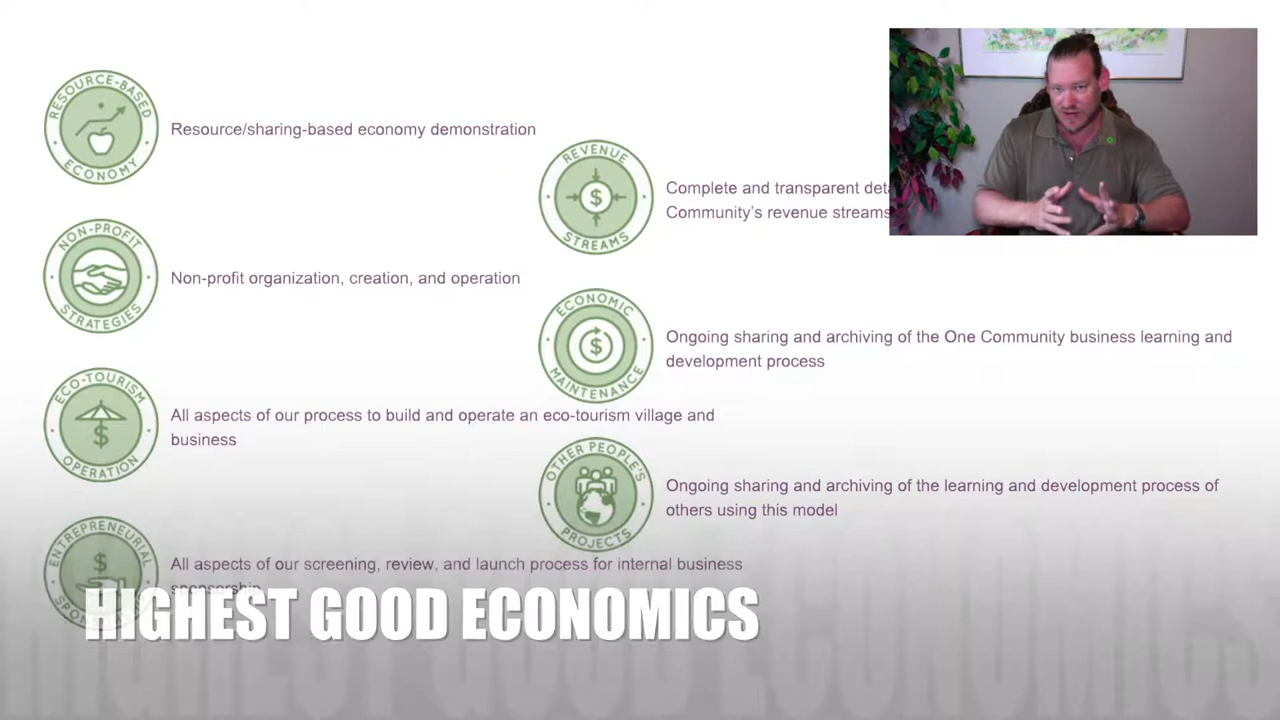 RESOURCE-BASED
ECONOMY
Resource/sharing-based economy demonstration
NON-PROFIT
STRATEGIES
Non-profit organization, creation, and operation
ECO-TOURISM
OPERATION
All aspects of our process to build and operate an eco-tourism village and
business
ENTREPRENEURIAL
All aspects of our screening, review, and launch process for internal business
sponsorship
REVENUE
STREAMS
Complete and transparent
Community's revenue streams
ECONOMIC
MAINTENANCE
Ongoing sharing and archiving of the One Community business learning and
development process
OTHER PEOPLE'S
PROJECTS
Ongoing sharing and archiving of the learning and development process of
others using this model
HIGHEST GOOD ECONOMICS
HIGHEST GOOD ECONOMICS